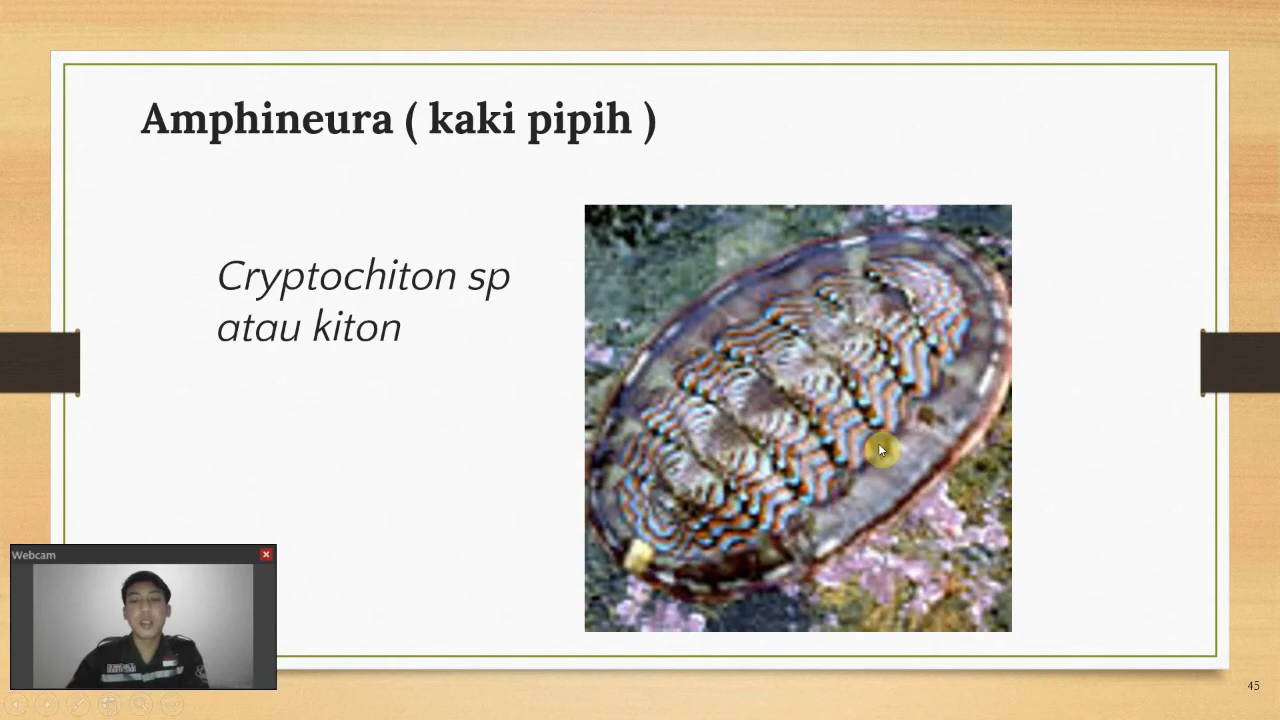 Amphineura ( kaki pipih )
Cryptochiton sp
atau kiton
Webcam
45